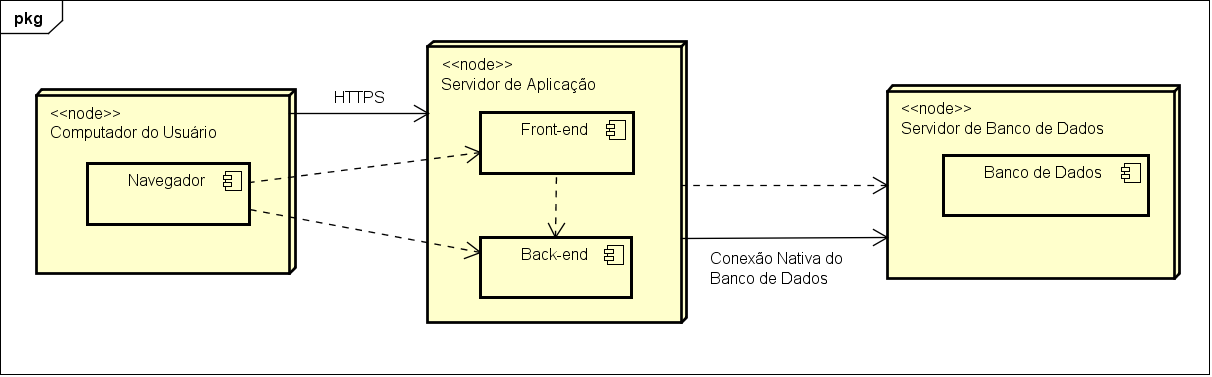 pkg
<<node>>
Computador do Usuário
Navegador
HTTPS
<<node>>
Servidor de Aplicação
Front-end
Back-end
Conexão Nativa do
Banco de Dados
<<node>>
Servidor de Banco de Dados
Banco de Dados